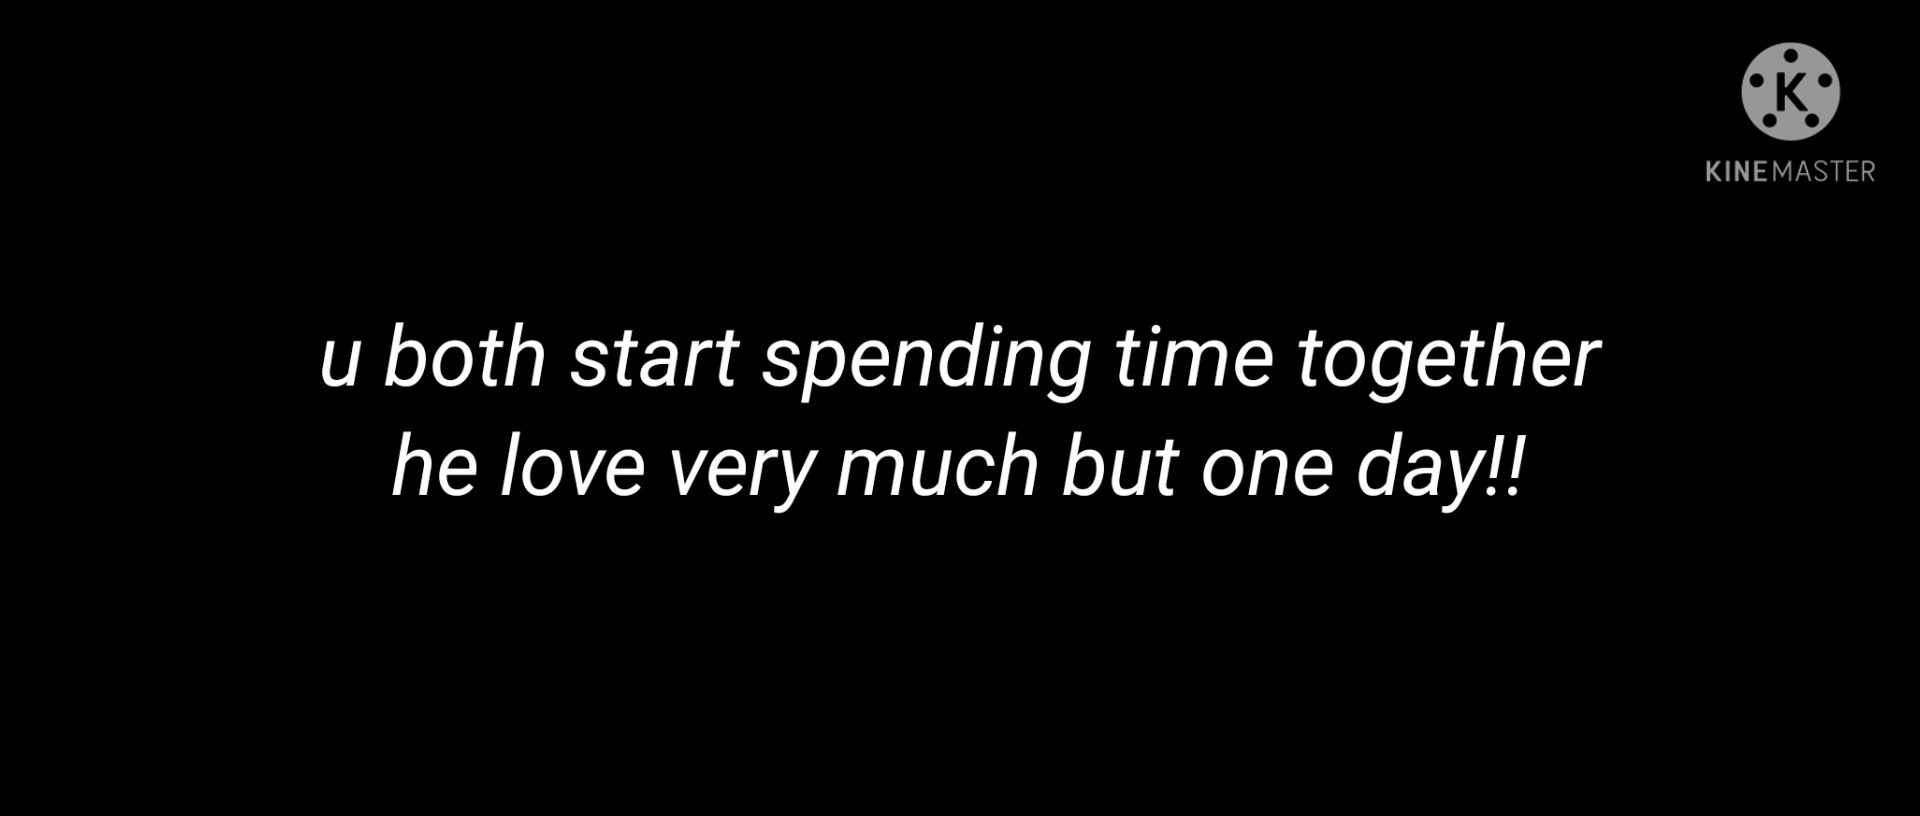 K
KINEMASTER
u both start spending time together
he love very much but one day!!